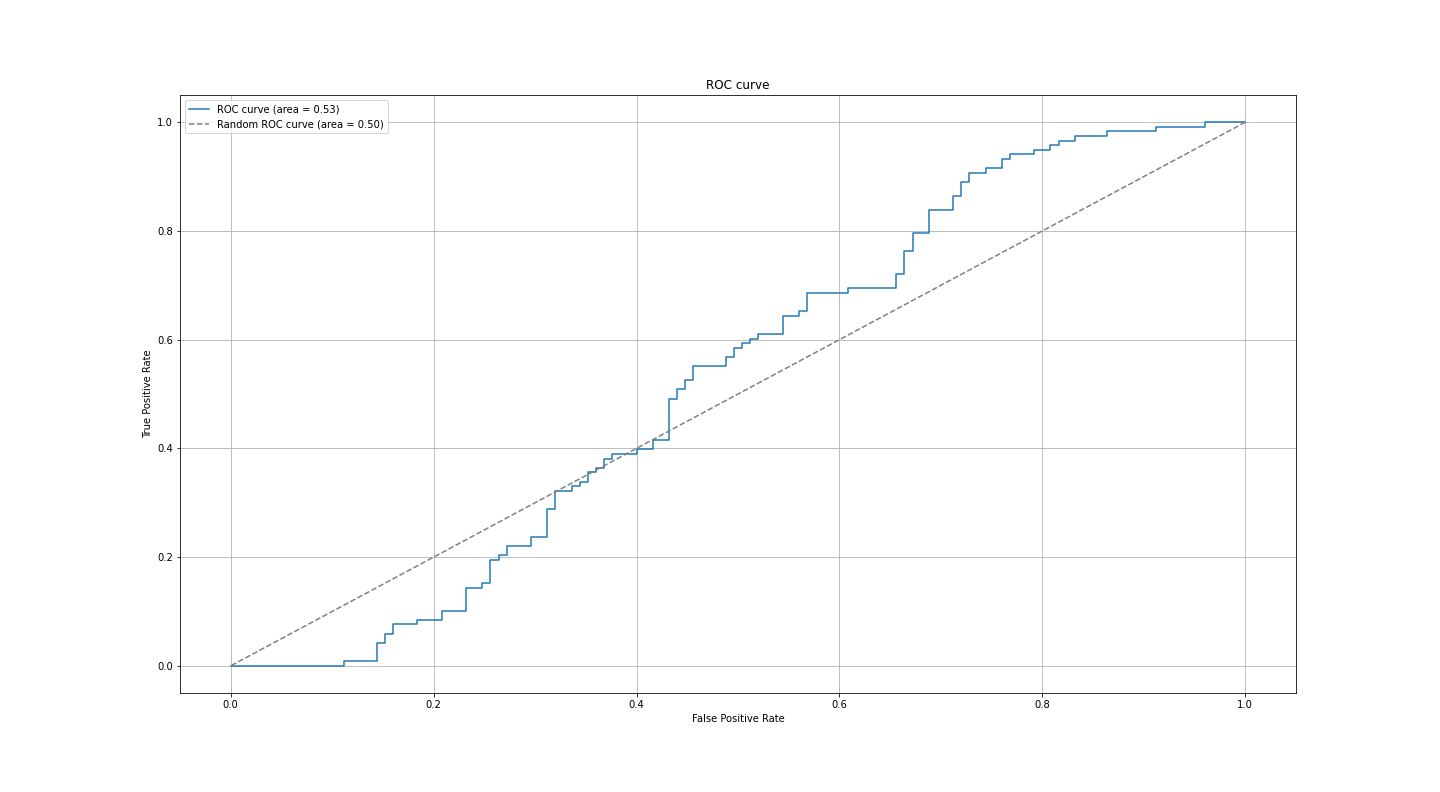 ROC curve
ROC curve (area = 0.53)
Random ROC curve (area = 0.50)
True Positive Rate
1.0
0.8
0.6
0.4
0.2
0.0
0.0 0.2 0.4 0.6 0.8 1.0
False Positive Rate